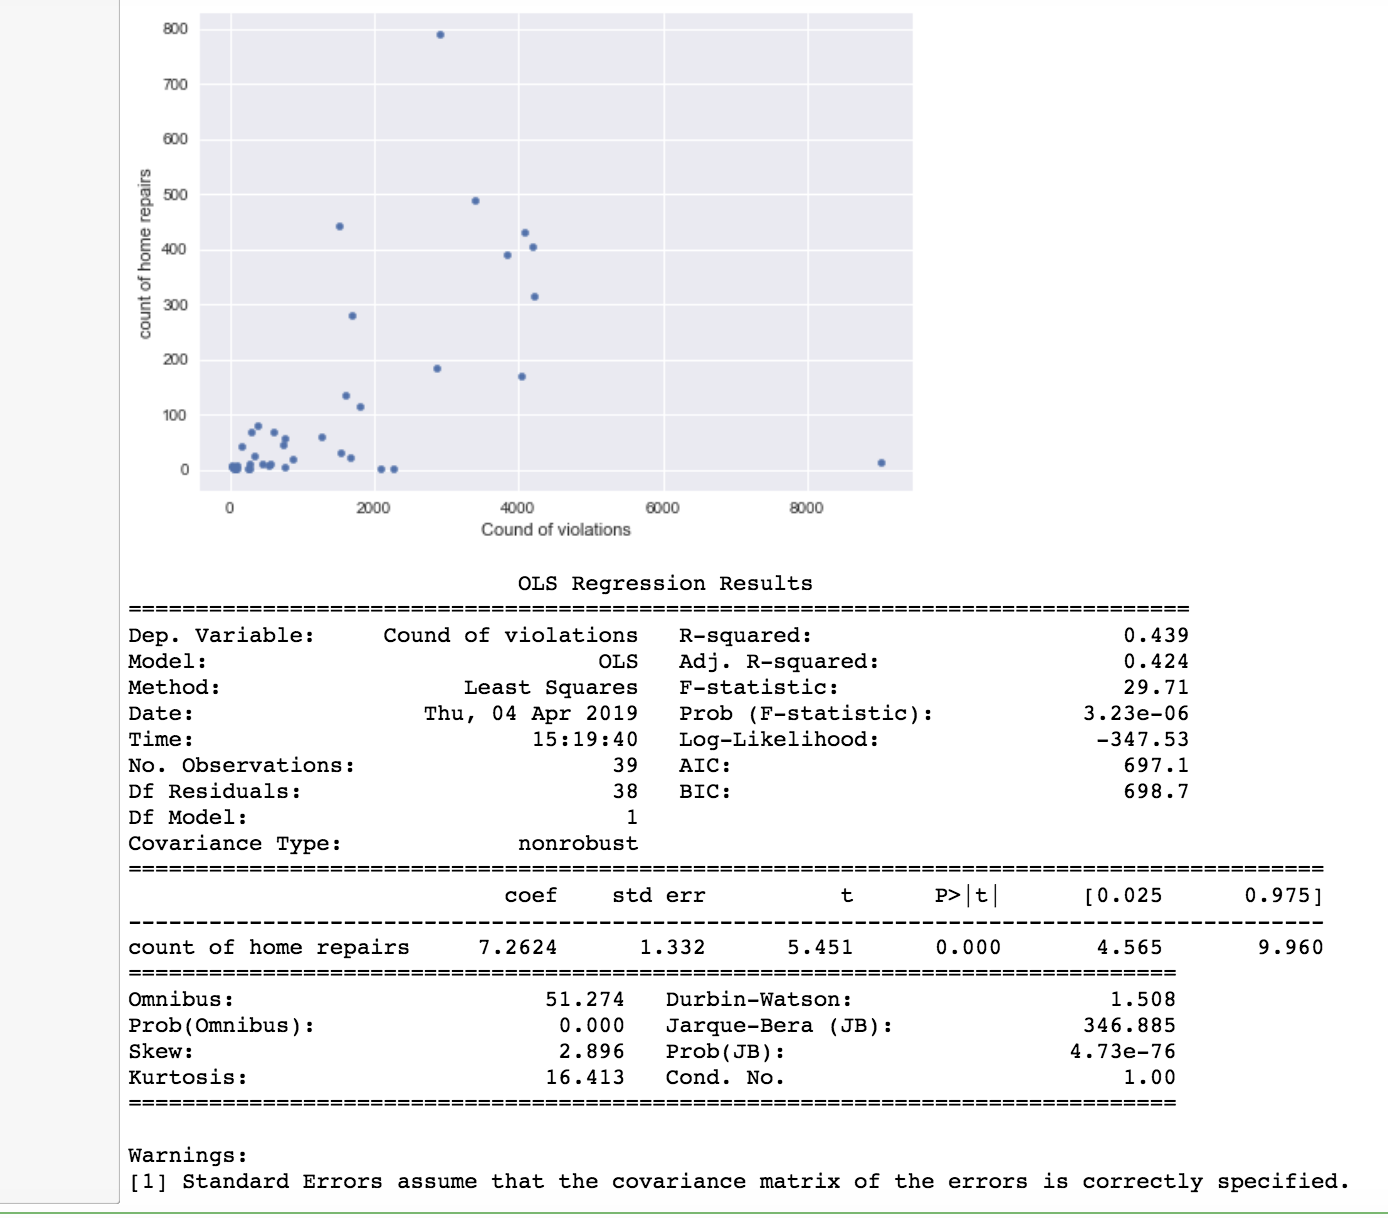 800
700
600
500
400
300
200
100
0
count of home repairs
0 2000 4000 6000 8000
Cound of violations
OLS Regression Results
==============================================================================
Dep. Variable: Cound of violations R-squared: 0.439
Model: OLS Adj. R-squared: 0.424
Method: Least Squares F-statistic: 29.71
Date: Thu, 04 Apr 2019 Prob (F-statistic): 3.23e-06
Time: 15:19:40 Log-Likelihood: -347.53
No. Observations: 39 AIC: 697.1
Df Residuals: 38 BIC: 698.7
Df Model: 1
Covariance Type: nonrobust
=========================================================================================
coef std err t P>|t| [0.025 0.975]
-----------------------------------------------------------------------------------------
count of home repairs 7.2624 1.332 5.451 0.000 4.565 9.960
==============================================================================
Omnibus: 51.274 Durbin-Watson: 1.508
Prob(Omnibus): 0.000 Jarque-Bera (JB): 346.885
Skew: 2.896 Prob(JB): 4.73e-76
Kurtosis: 16.413 Cond. No. 1.00
==============================================================================
Warnings:
[1] Standard Errors assume that the covariance matrix of the errors is correctly specified.